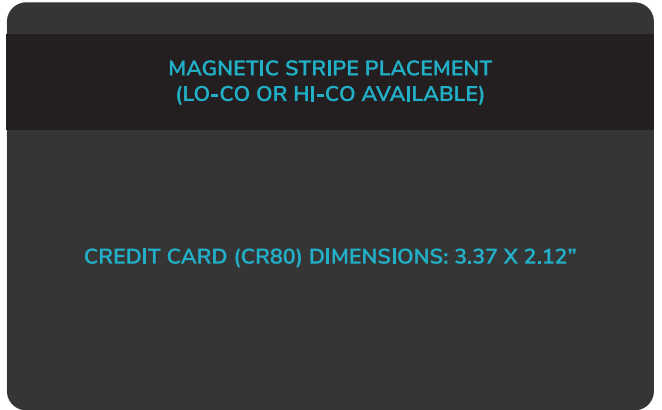 MAGNETIC STRIPE PLACEMENT
(LO-CO OR HI-CO AVAILABLE)
CREDIT CARD (CR80) DIMENSIONS: 3.37 X 2.12”